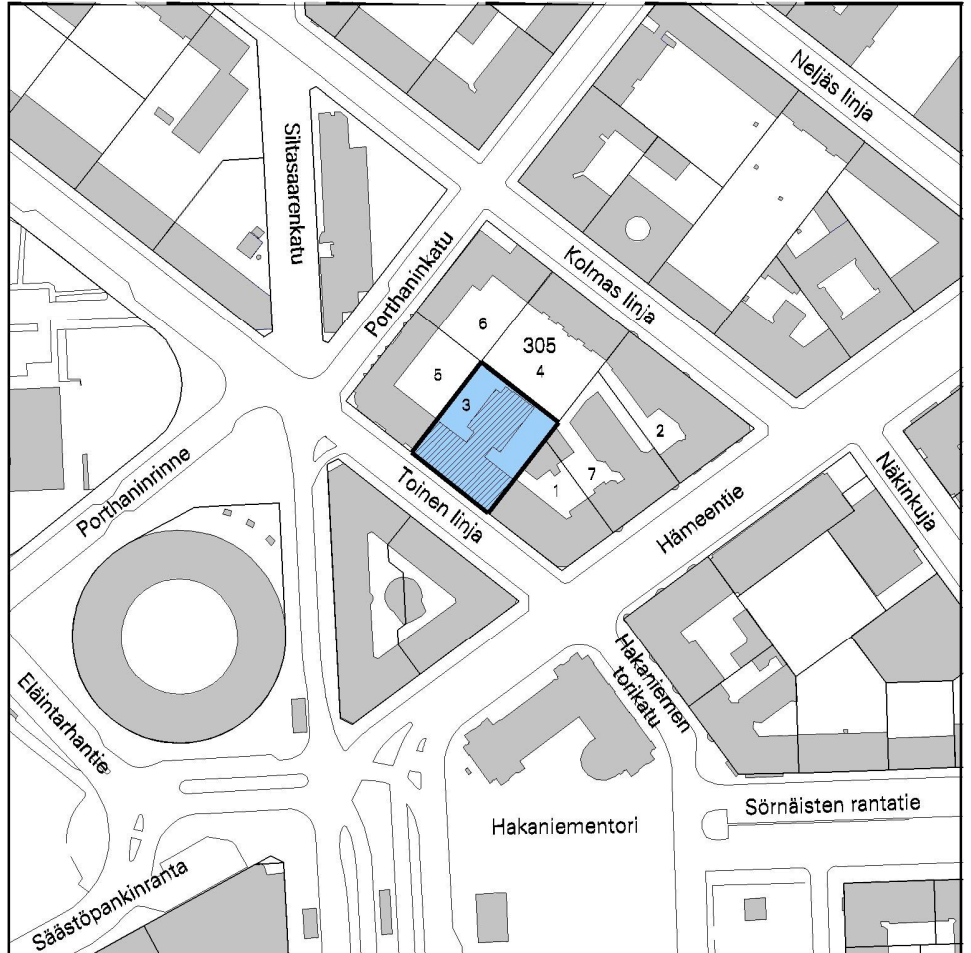 Neljäs linja
Siltasaarenkatu
Porthaninkatu
Kolmas linja
6
305
4
5
3
2
7
1
Toinen linja
Hämeentie
Näkinkuja
Porthaninrinne
Hakaniemen
torikatu
Eläintarhantie
Hakaniementori
Sörnäisten rantatie
Säästöpankinranta